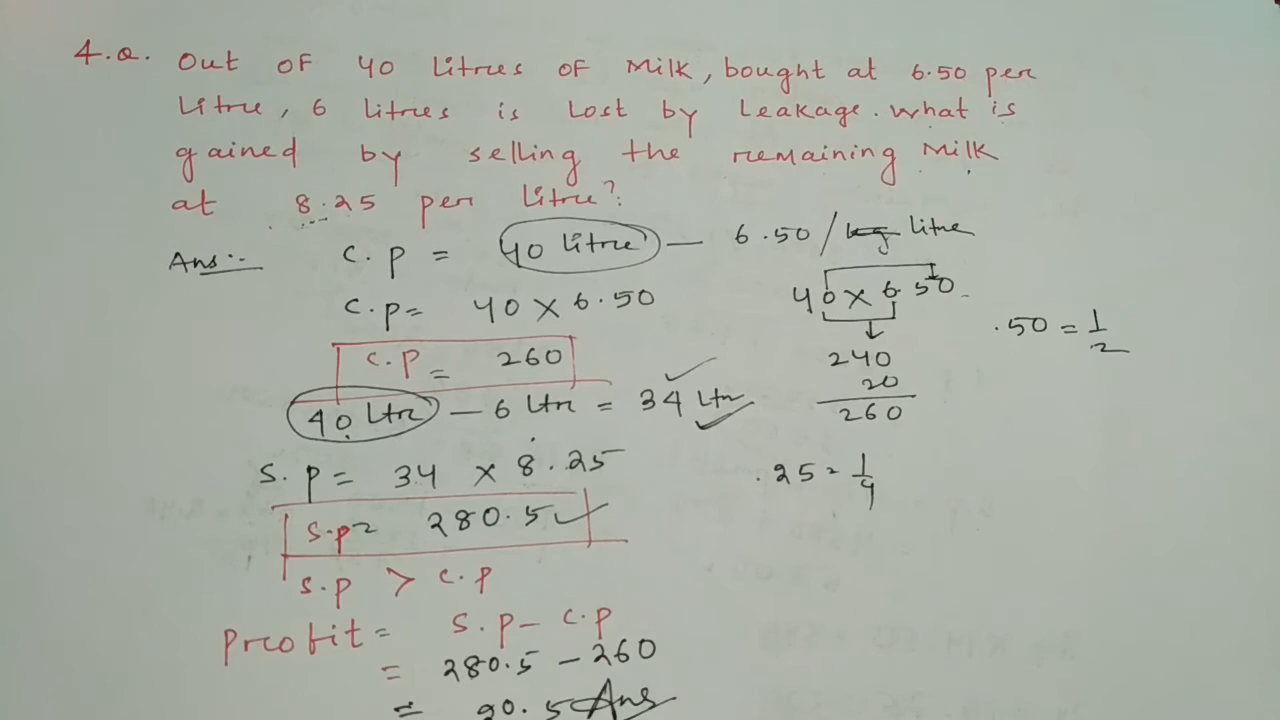 4.Q. Out OF 40 Litres OF Milk, bought at 6.50 per
Litre, 6 litres is Lost by Leakage. what is
gained by selling the remaining Milk
at 8.25 per Litre?
Ans:- C.P = 40 litre — 6.50/kg litre
C.P= 40 × 6.50
40 × 6.50
.50 = 1/2
C.P = 260
240
20
260
40 Ltr — 6 Ltr = 34 Ltr
S.P= 34 × 8.25
.25 = 1/4
S.P= 280.5
S.P > C.P
Profit= S.P- C.P
= 280.5 - 260
= 20.5 Ans